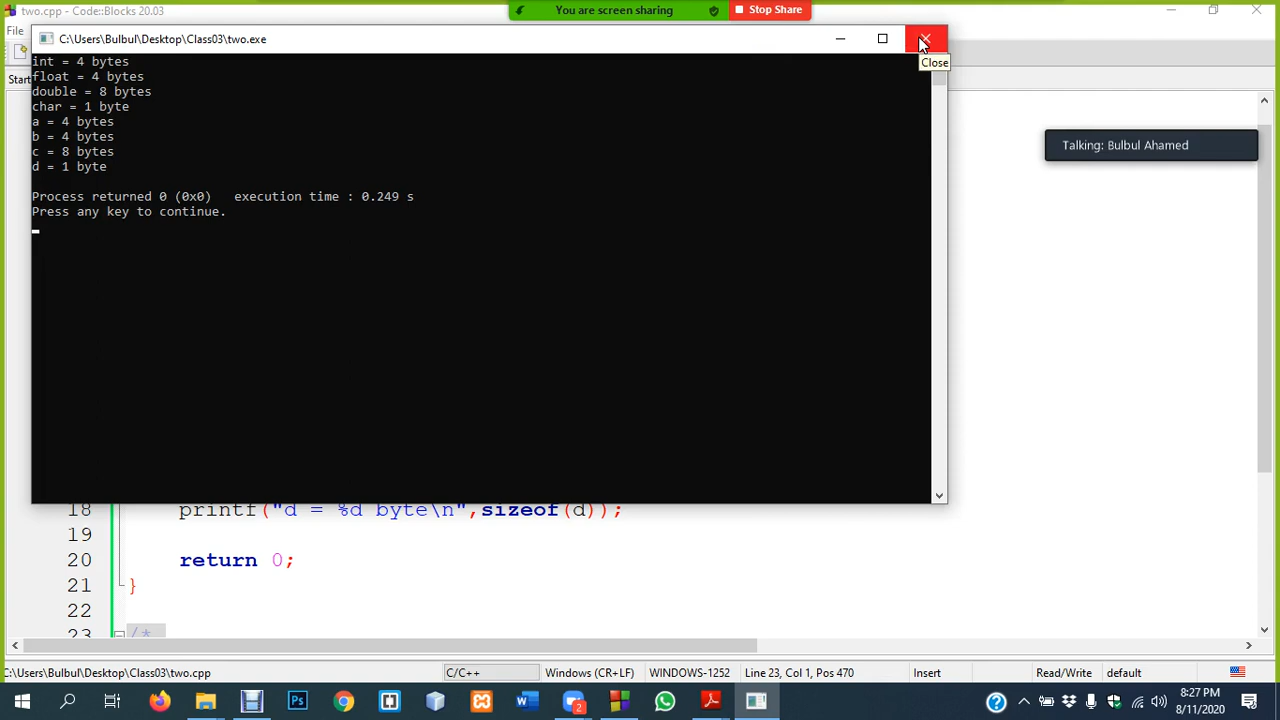 two.cpp - Code::Blocks 20.03
You are screen sharing
Stop Share
File
C:\Users\Bulbul\Desktop\Class03\two.exe
Close
Start
int = 4 bytes
float = 4 bytes
double = 8 bytes
char = 1 byte
a = 4 bytes
b = 4 bytes
c = 8 bytes
d = 1 byte
Talking: Bulbul Ahamed
Process returned 0 (0x0)   execution time : 0.249 s
Press any key to continue.
18 printf("d = %d byte\n",sizeof(d));
19
20 return 0;
21 }
22
23 /*
C:\Users\Bulbul\Desktop\Class03\two.cpp C/C++ Windows (CR+LF) WINDOWS-1252 Line 23, Col 1, Pos 470 Insert Read/Write default
8:27 PM
8/11/2020
2